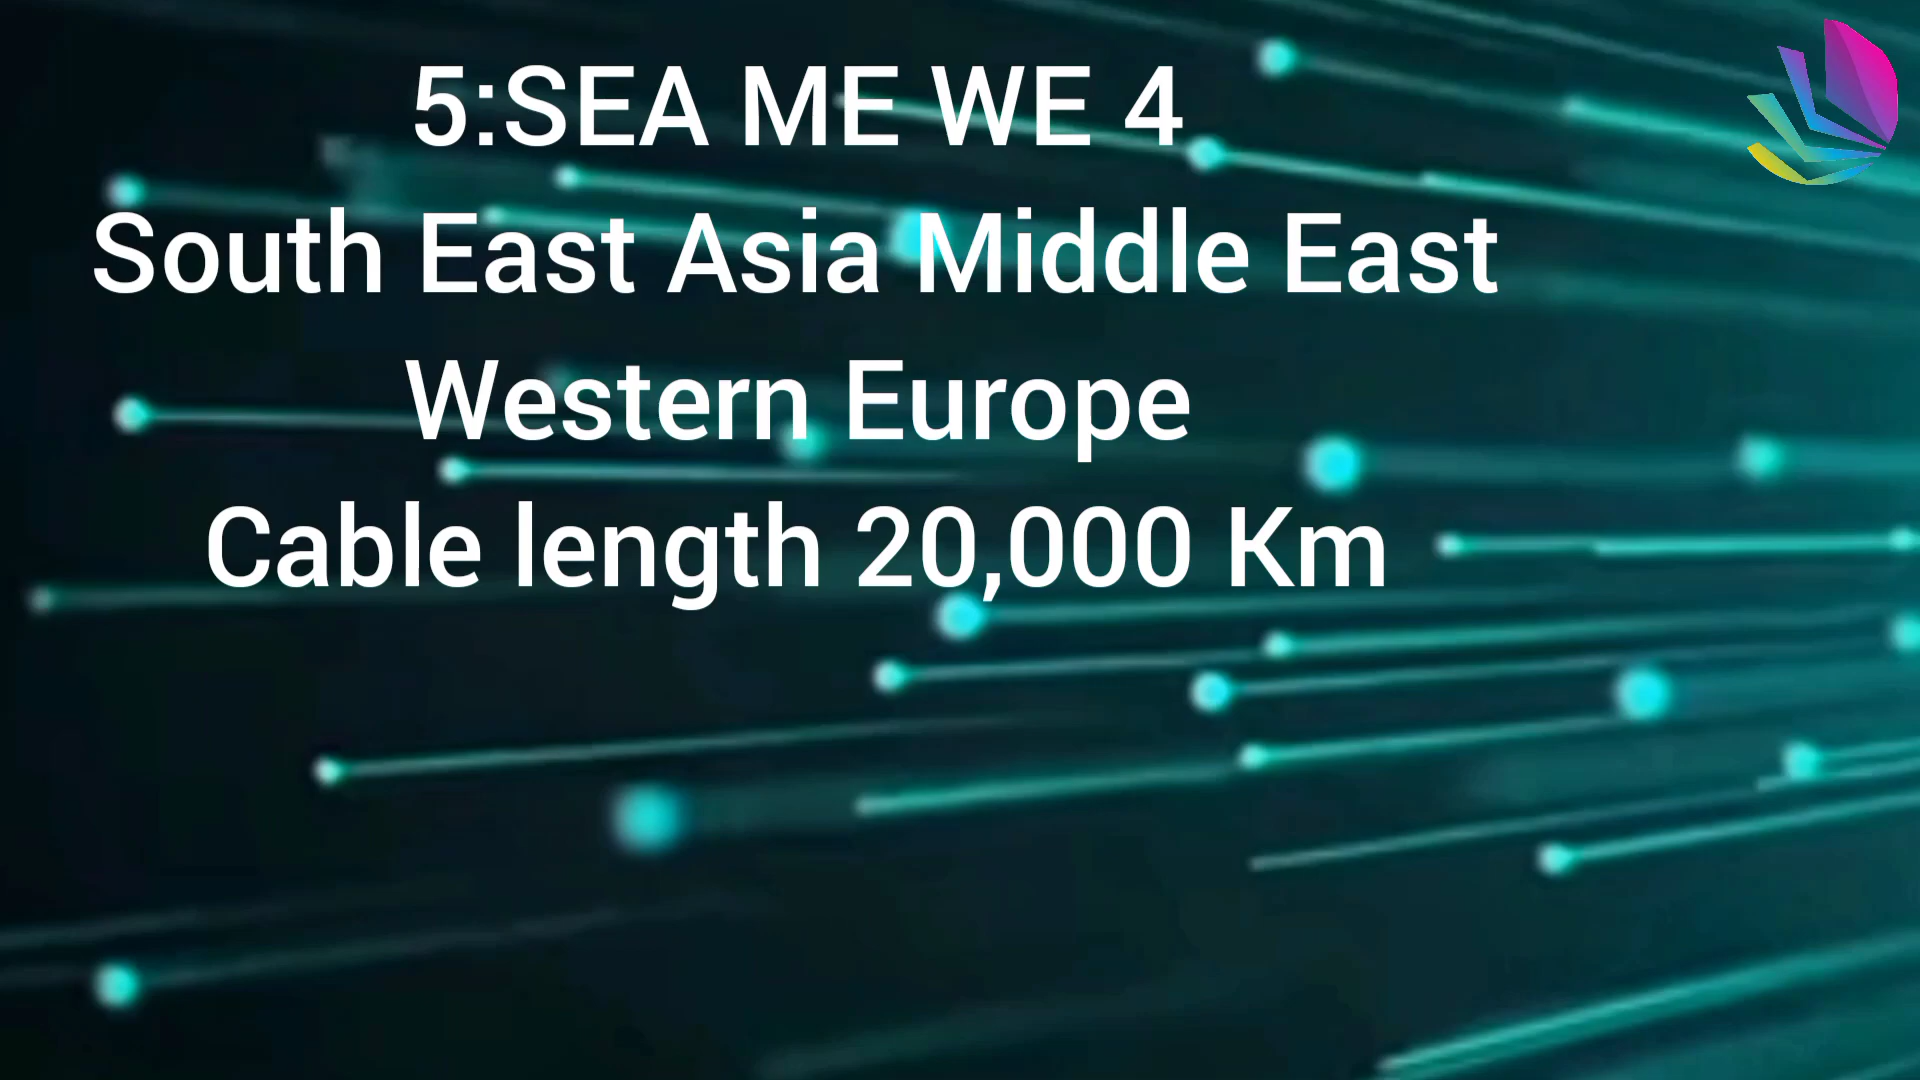 5:SEA ME WE 4
South East Asia Middle East
Western Europe
Cable length 20,000 Km